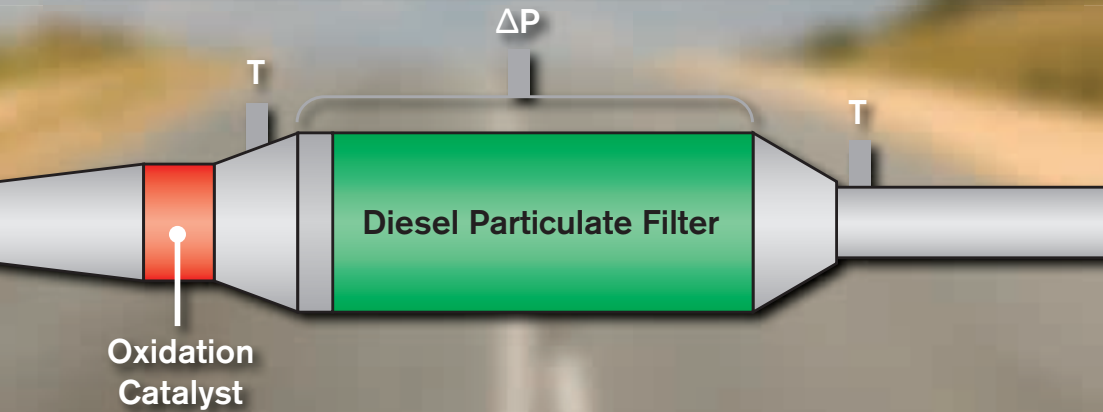 ΔP
T
T
Diesel Particulate Filter
Oxidation
Catalyst